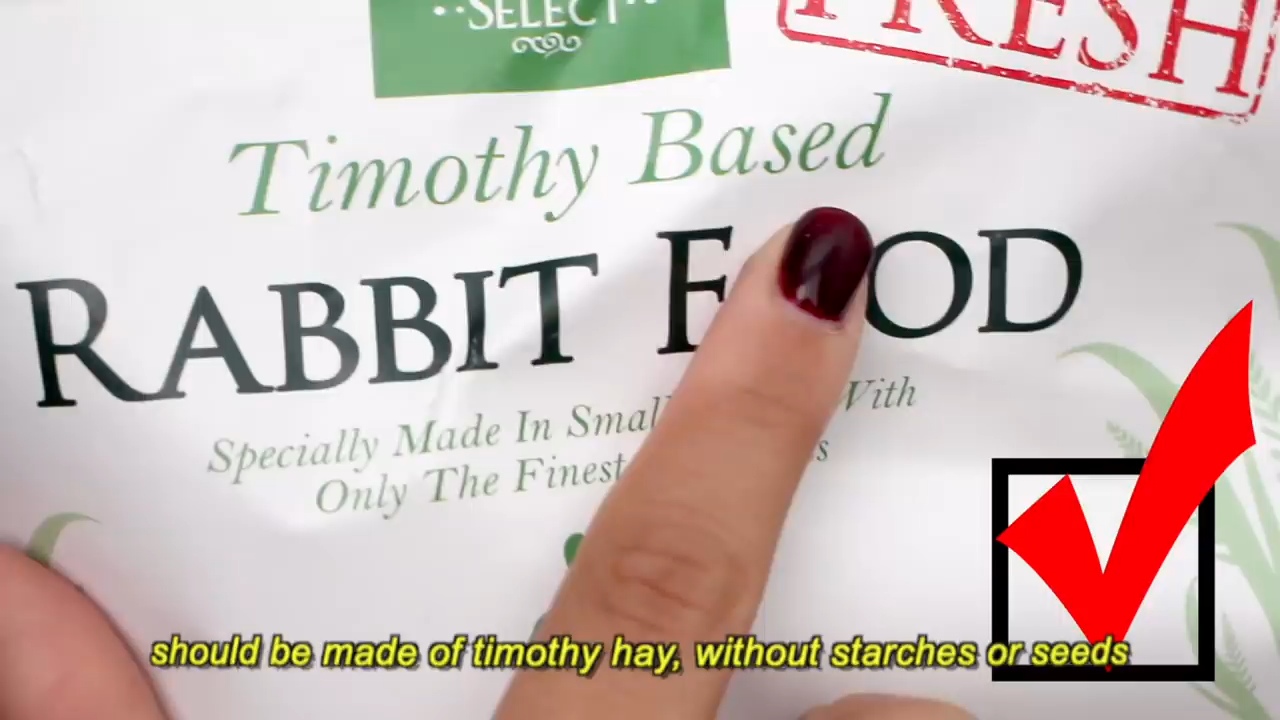 SELECT
FRESH
Timothy Based
RABBIT FOOD
Specially Made In Small With
Only The Finest
should be made of timothy hay, without starches or seeds